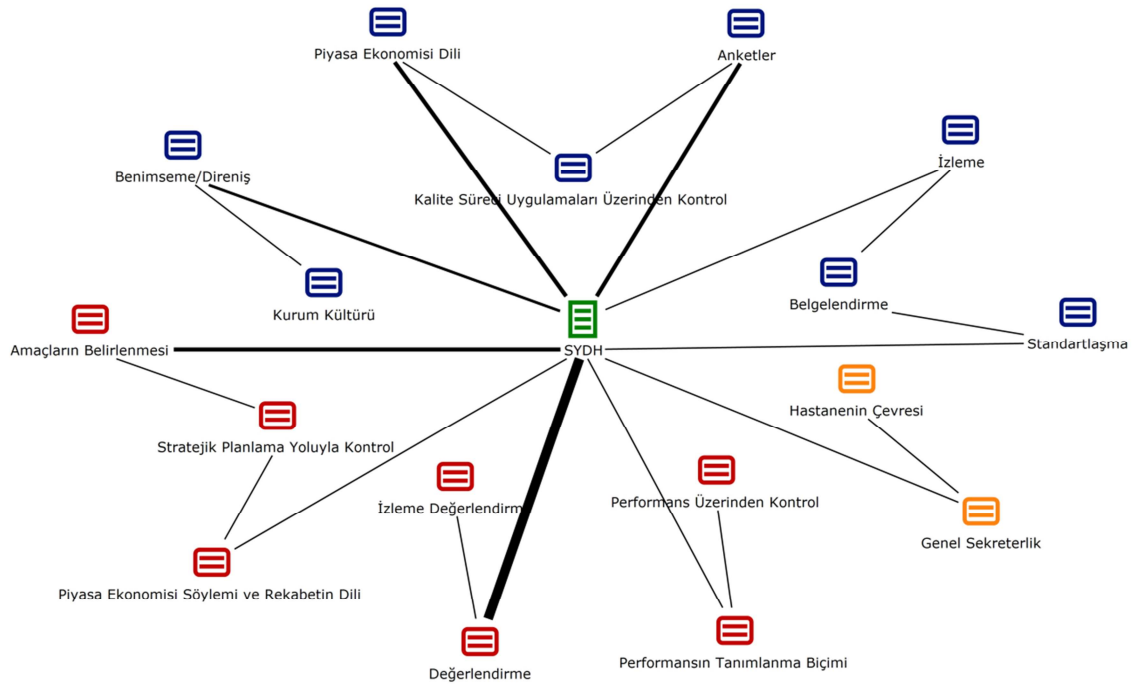 Piyasa Ekonomisi Dili
Anketler
Benimseme/Direniş
İzleme
Kalite Süreci Uygulamaları Üzerinden Kontrol
Kurum Kültürü
Belgelendirme
Standartlaşma
Amaçların Belirlenmesi
SYDH
Hastanenin Çevresi
Stratejik Planlama Yoluyla Kontrol
İzleme Değerlendirme
Performans Üzerinden Kontrol
Genel Sekreterlik
Piyasa Ekonomisi Söylemi ve Rekabetin Dili
Değerlendirme
Performansın Tanımlanma Biçimi